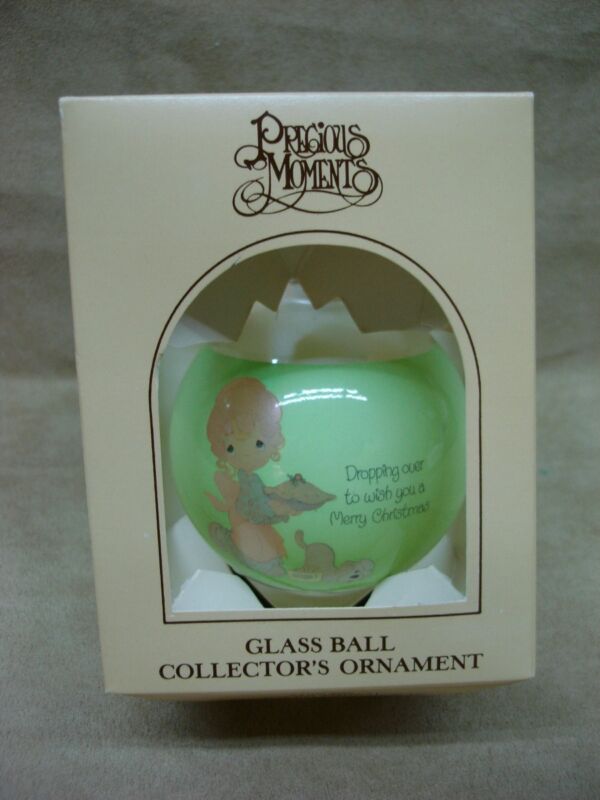 PRECIOUS
MOMENTS
Dropping over
to wish you a
Merry Christmas
GLASS BALL
COLLECTOR'S ORNAMENT